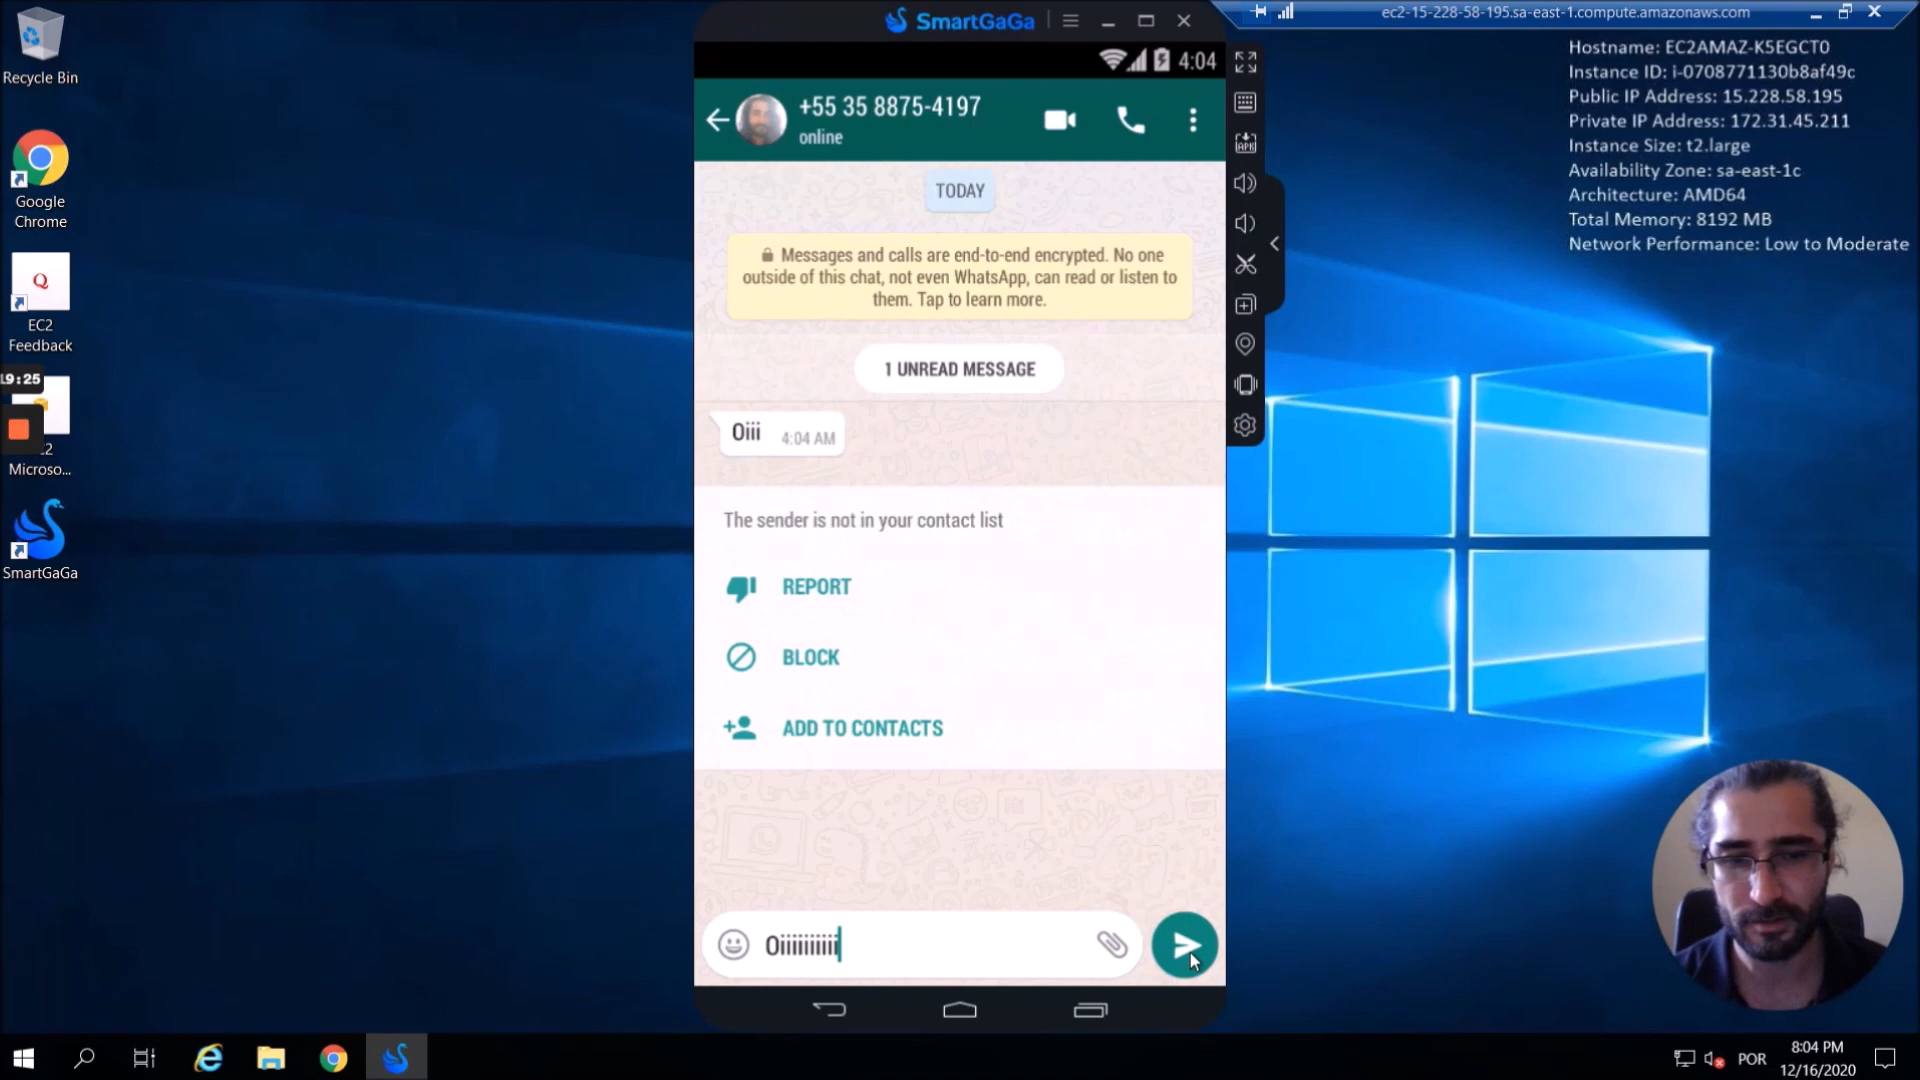 Recycle Bin
Google
Chrome
Q
EC2
Feedback
19:25
Microso...
SmartGaGa
SmartGaGa
4:04
+55 35 8875-4197
online
TODAY
Messages and calls are end-to-end encrypted. No one
outside of this chat, not even WhatsApp, can read or listen to
them. Tap to learn more.
1 UNREAD MESSAGE
Oiii 4:04 AM
The sender is not in your contact list
REPORT
BLOCK
ADD TO CONTACTS
Oiiiiiiiiii
APK
ec2-15-228-58-195.sa-east-1.compute.amazonaws.com
Hostname: EC2AMAZ-K5EGCT0
Instance ID: i-0708771130b8af49c
Public IP Address: 15.228.58.195
Private IP Address: 172.31.45.211
Instance Size: t2.large
Availability Zone: sa-east-1c
Architecture: AMD64
Total Memory: 8192 MB
Network Performance: Low to Moderate
POR
8:04 PM
12/16/2020